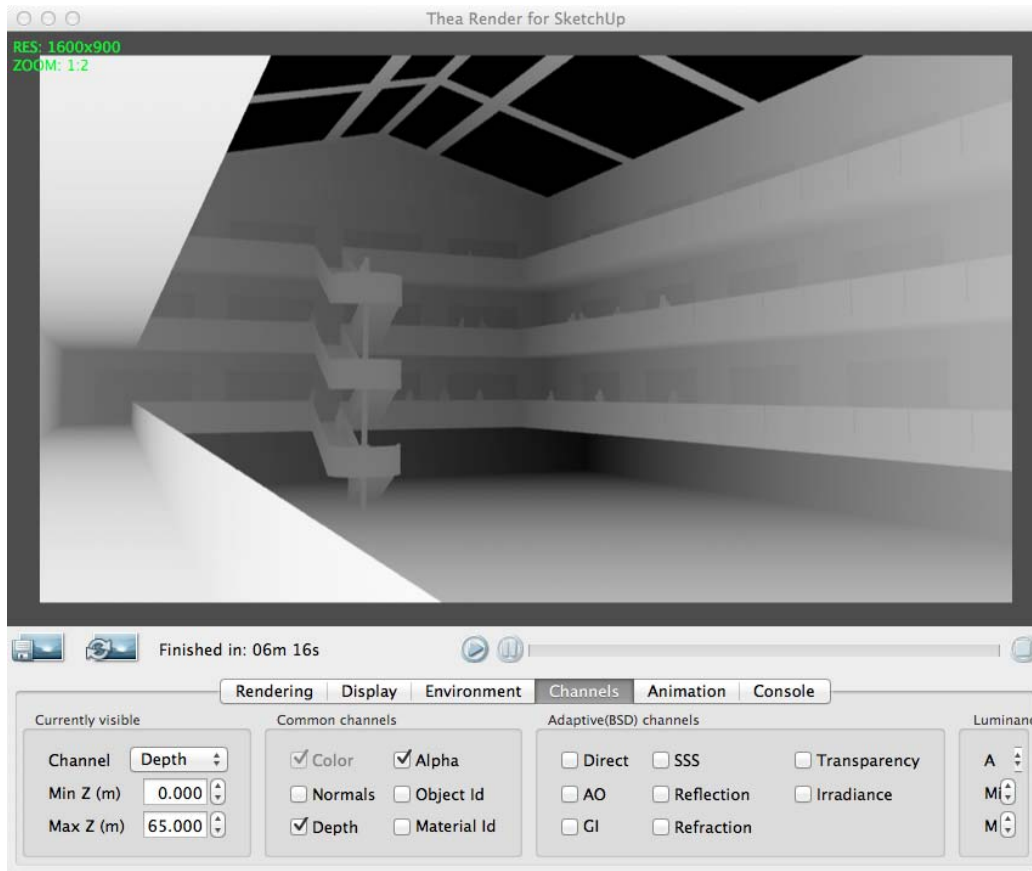 Thea Render for SketchUp
RES: 1600x900
ZOOM: 1:2
Finished in: 06m 16s
Rendering Display Environment Channels Animation Console
Currently visible Common channels Adaptive(BSD) channels Luminanc
Channel Depth Color Alpha Direct SSS Transparency A
Min Z (m) 0.000 Normals Object Id AO Reflection Irradiance Mi
Max Z (m) 65.000 Depth Material Id GI Refraction M